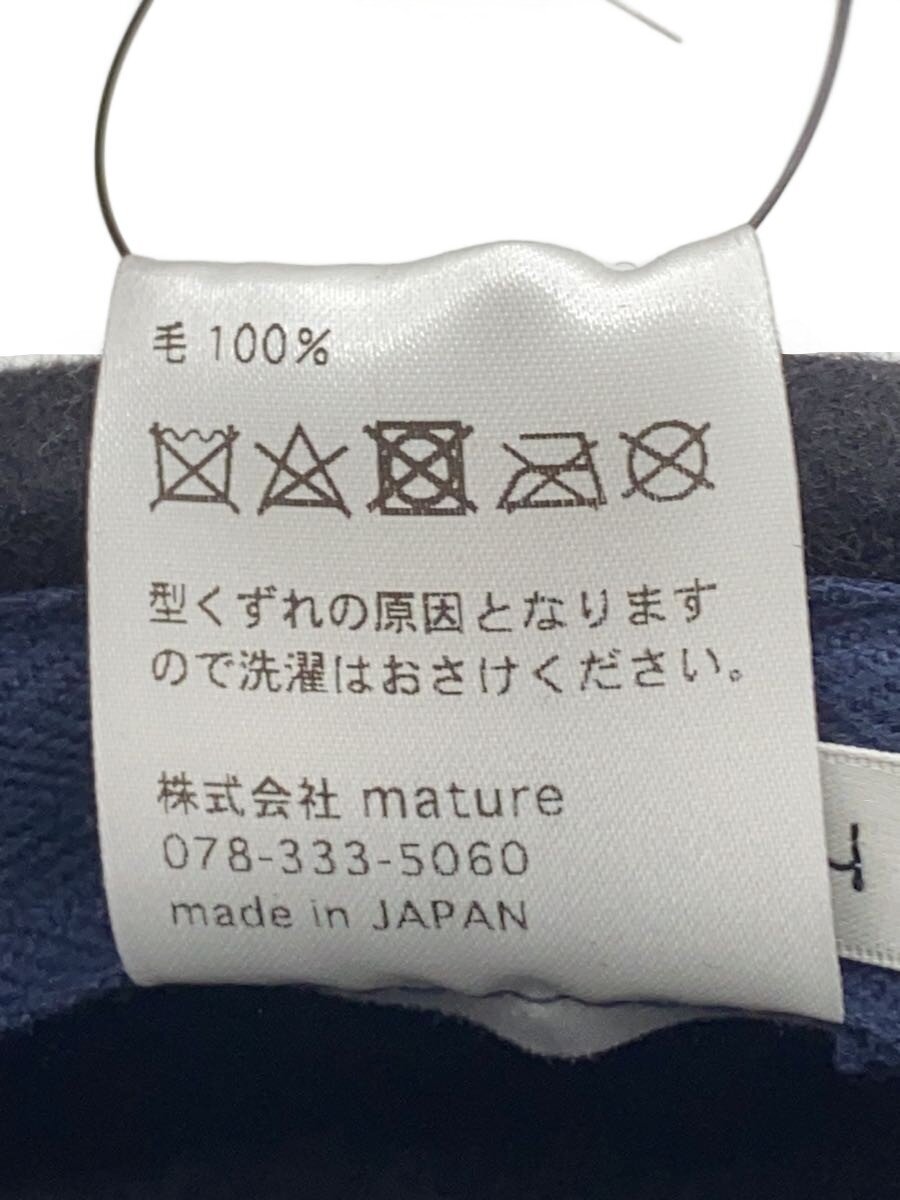 毛 100%
型くずれの原因となります
ので洗濯はおさけください。
株式会社 mature
078-333-5060
made in JAPAN